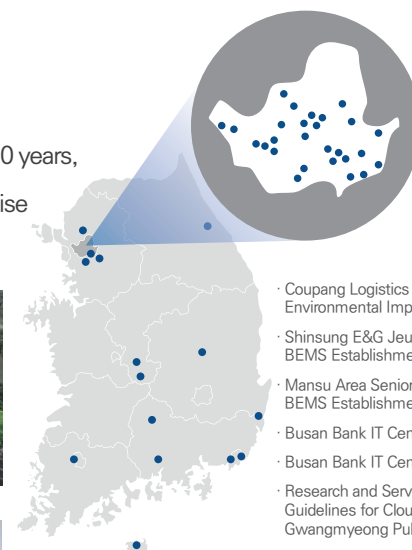 0 years,
ise
· Coupang Logistics
Environmental Imp
· Shinsung E&G Jeu
BEMS Establishme
· Mansu Area Senior
BEMS Establishme
· Busan Bank IT Cen
· Busan Bank IT Cen
· Research and Serv
Guidelines for Clou
Gwangmyeong Pul